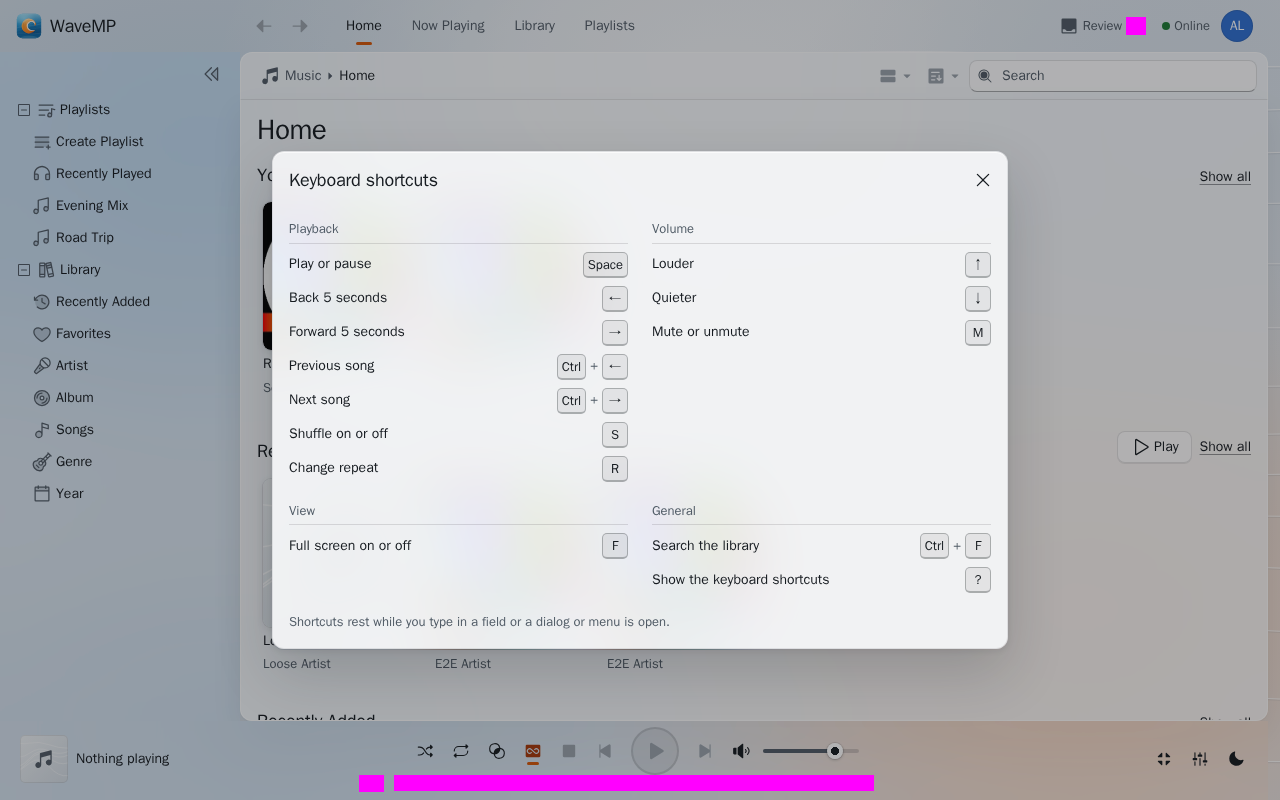 WaveMP
Home
Now Playing
Library
Playlists
Review
Online
AL
Music
Home
Search
Playlists
Create Playlist
Recently Played
Evening Mix
Road Trip
Library
Recently Added
Favorites
Artist
Album
Songs
Genre
Year
Home
Show all
Keyboard shortcuts
Playback
Play or pause Space
Back 5 seconds ←
Forward 5 seconds →
Previous song Ctrl + ←
Next song Ctrl + →
Shuffle on or off S
Change repeat R
Volume
Louder ↑
Quieter ↓
Mute or unmute M
View
Full screen on or off F
General
Search the library Ctrl + F
Show the keyboard shortcuts ?
Shortcuts rest while you type in a field or a dialog or menu is open.
Play
Show all
Loose Artist
E2E Artist
E2E Artist
Recently Added
Show all
Nothing playing